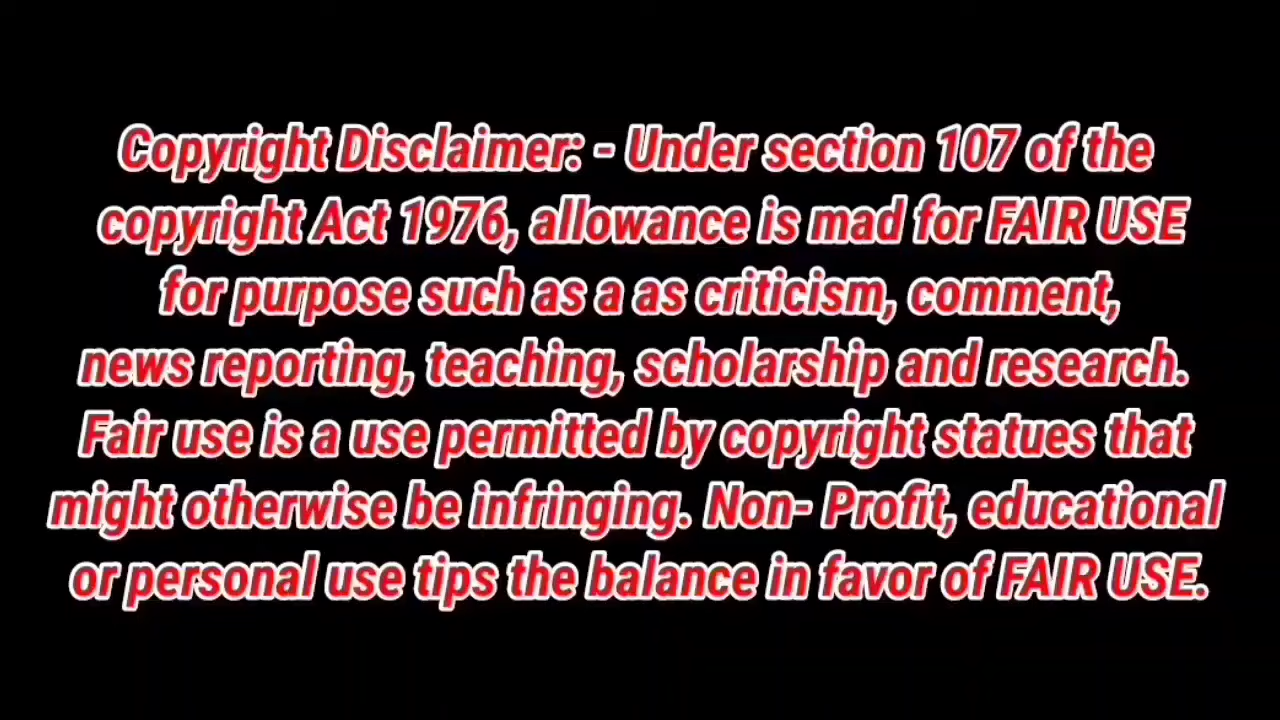 Copyright Disclaimer: - Under section 107 of the
copyright Act 1976, allowance is mad for FAIR USE
for purpose such as a as criticism, comment,
news reporting, teaching, scholarship and research.
Fair use is a use permitted by copyright statues that
might otherwise be infringing. Non- Profit, educational
or personal use tips the balance in favor of FAIR USE.